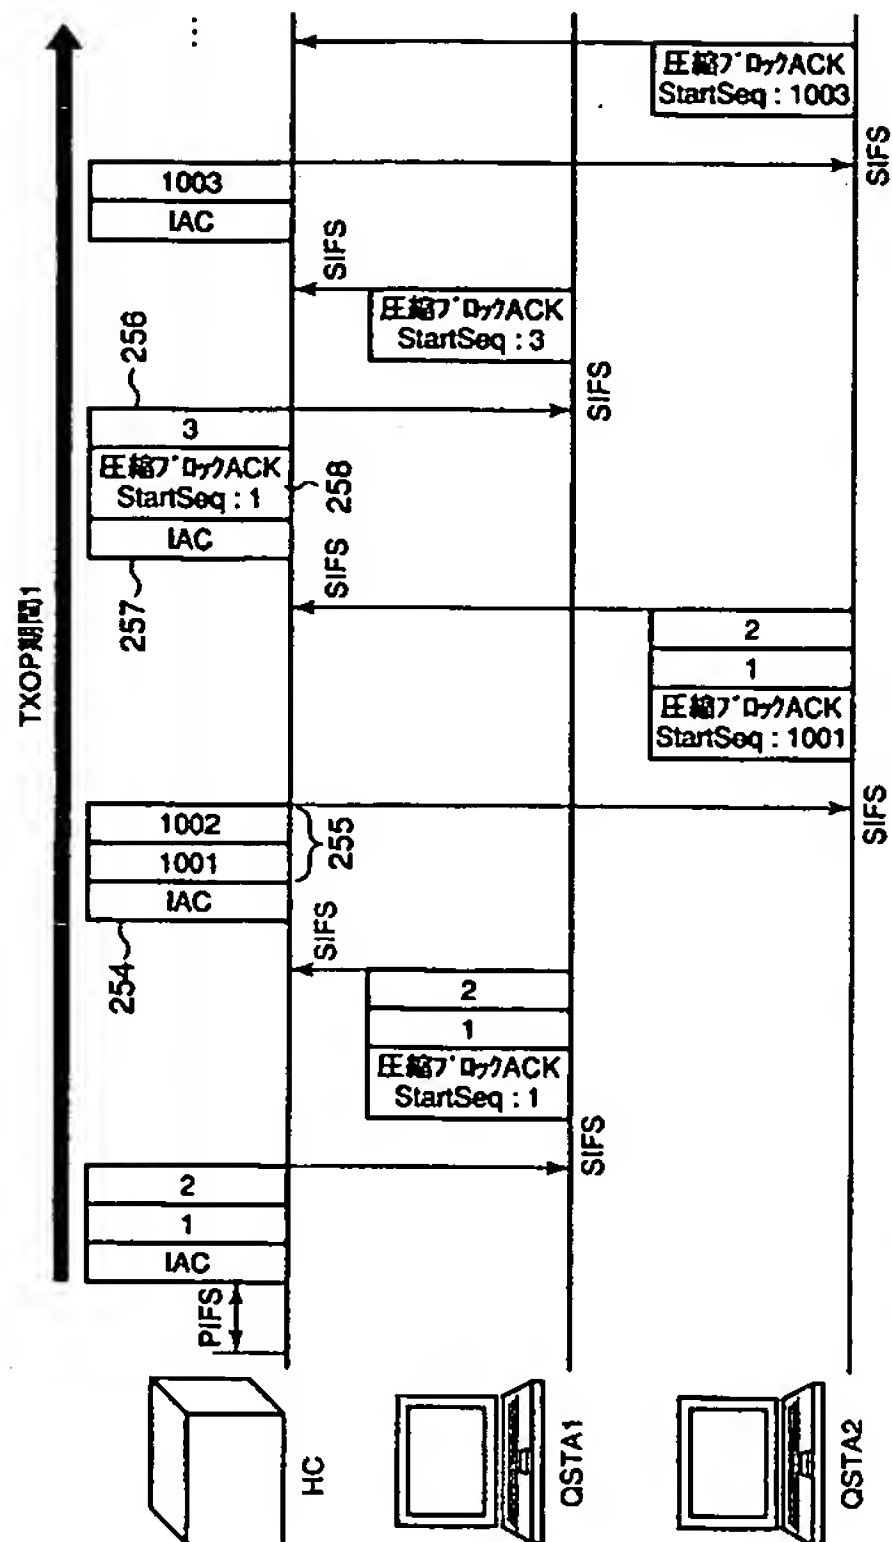 …
圧縮ブロックACK
StartSeq : 1003
SIFS
1003
IAC
SIFS
圧縮ブロックACK
StartSeq : 3
SIFS
256
3
圧縮ブロックACK
StartSeq : 1
IAC
258
257
SIFS
TXOP期間1
2
1
圧縮ブロックACK
StartSeq : 1001
SIFS
1002
1001
IAC
255
254
SIFS
2
1
圧縮ブロックACK
StartSeq : 1
SIFS
2
1
IAC
PIFS
HC
QSTA1
QSTA2